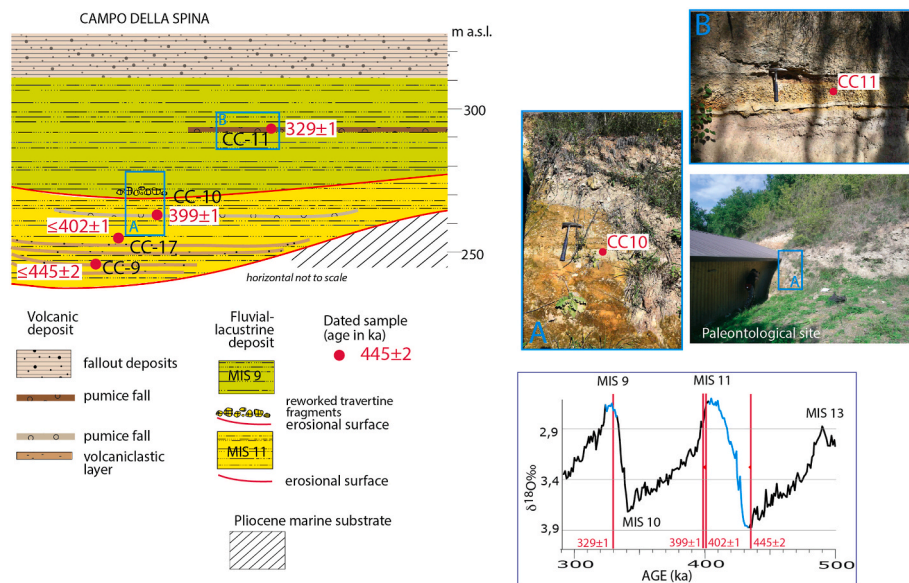 CAMPO DELLA SPINA
m a.s.l.
300
250
B
CC-11
329±1
CC-10
399±1
A
≤402±1
CC-17
≤445±2
CC-9
horizontal not to scale
Volcanic
deposit
fallout deposits
pumice fall
pumice fall
volcaniclastic
layer
Fluvial-
lacustrine
deposit
MIS 9
reworked travertine
fragments
erosional surface
MIS 11
erosional surface
Pliocene marine substrate
Dated sample
(age in ka)
445±2
A
CC10
B
CC11
A
Paleontological site
MIS 9
MIS 11
MIS 13
MIS 10
2,9
3,4
3,9
δ¹⁸O‰
329±1
399±1
402±1
445±2
300
400
500
AGE (ka)